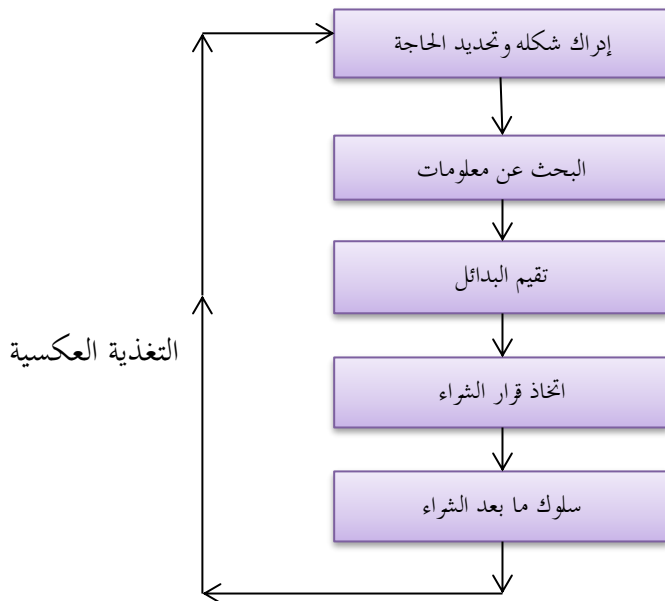 إدراك شكله وتحديد الحاجة
البحث عن معلومات
تقيم البدائل
اتخاذ قرار الشراء
سلوك ما بعد الشراء
التغذية العكسية